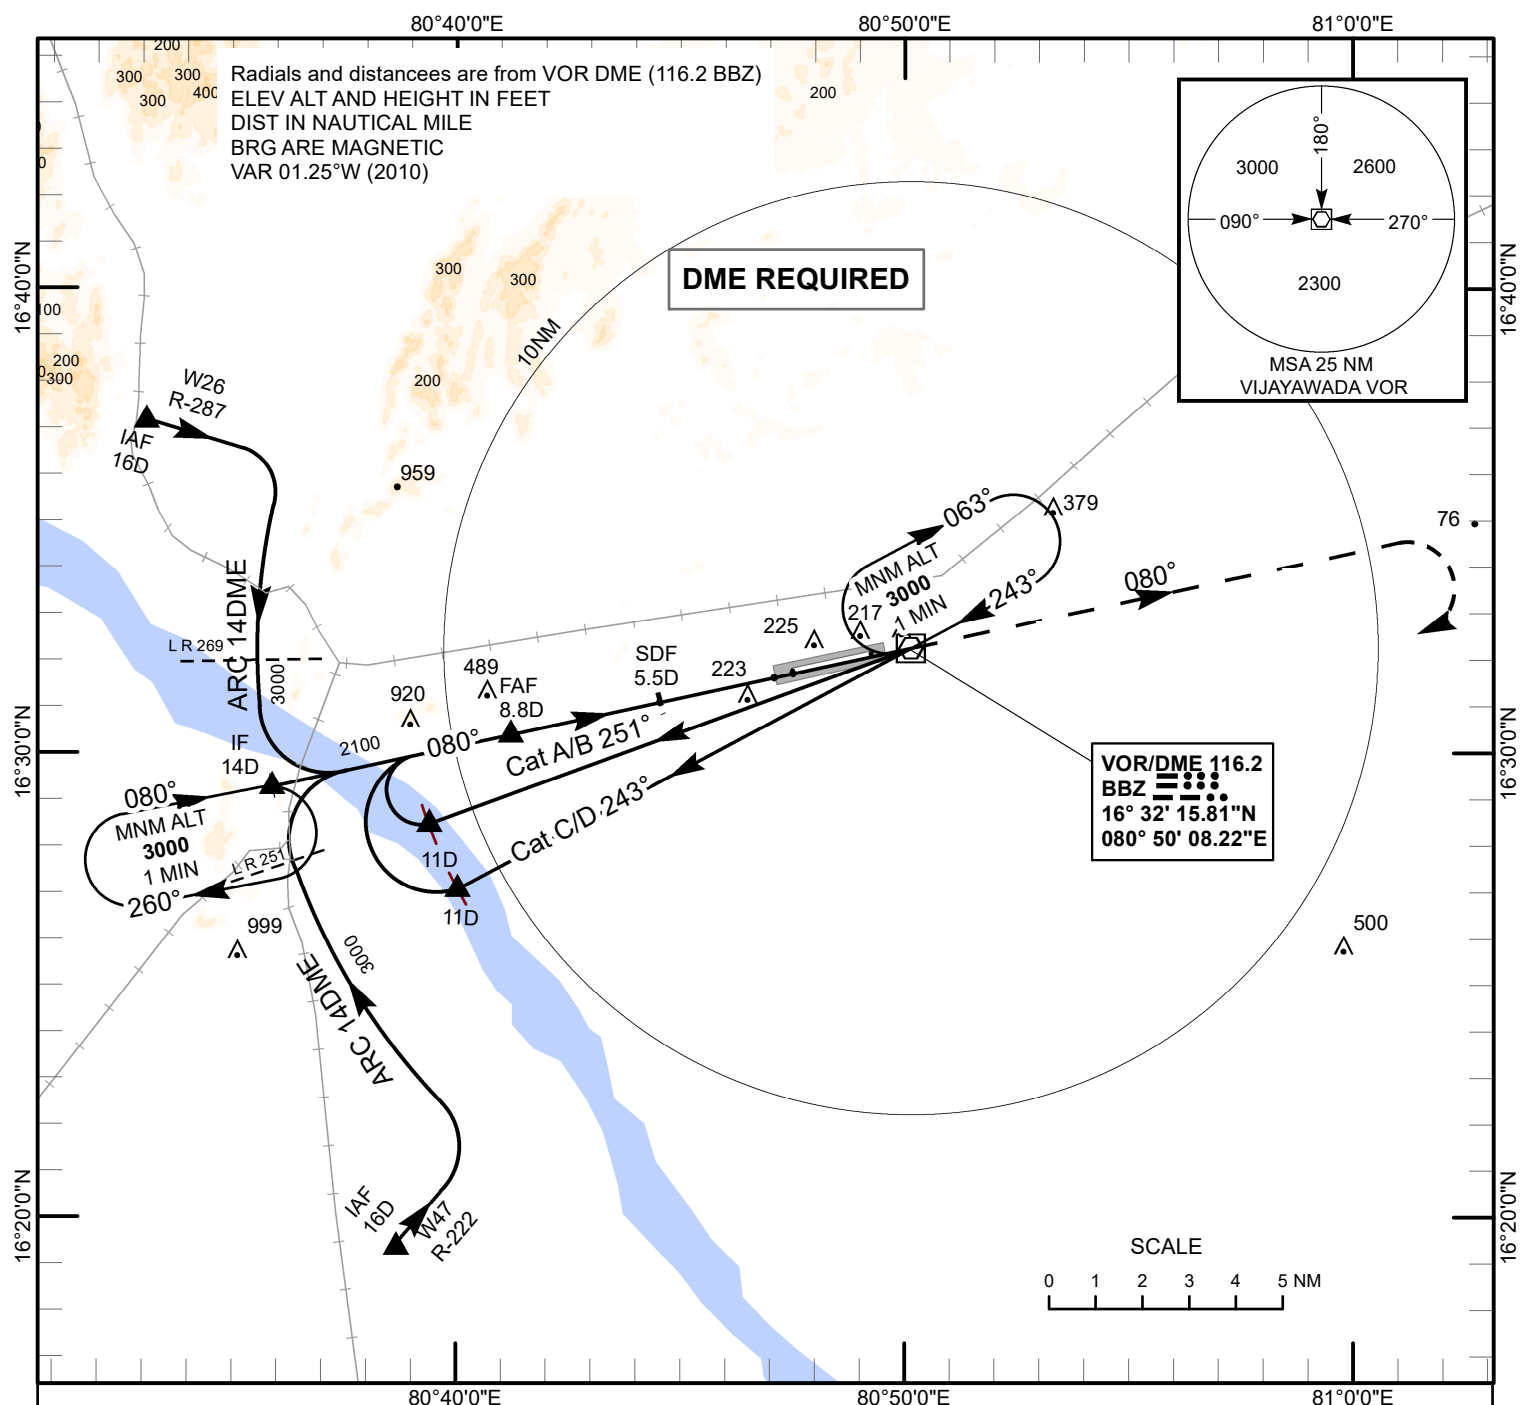 80°40'0"E
80°50'0"E
81°0'0"E
200
300
300
300
400
Radials and distancees are from VOR DME (116.2 BBZ)
ELEV ALT AND HEIGHT IN FEET
DIST IN NAUTICAL MILE
BRG ARE MAGNETIC
VAR 01.25°W (2010)
200
180°
3000
2600
090°
270°
2300
MSA 25 NM
VIJAYAWADA VOR
16°40'0"N
16°40'0"N
DME REQUIRED
300
300
200
10NM
100
200
300
W26
R-287
IAF
16D
959
063°
379
76
MNM ALT
3000
1 MIN
243°
080°
ARC 14DME
3000
L R 269
225
217
SDF
5.5D
223
489
FAF
8.8D
920
2100
080°
IF
14D
Cat A/B 251°
Cat C/D 243°
080°
MNM ALT
3000
1 MIN
260°
L R 251
11D
11D
VOR/DME 116.2
BBZ
16° 32' 15.81"N
080° 50' 08.22"E
16°30'0"N
16°30'0"N
999
500
3000
ARC 14DME
IAF
16D
W47
R-222
16°20'0"N
16°20'0"N
SCALE
0 1 2 3 4 5 NM
80°40'0"E
80°50'0"E
81°0'0"E